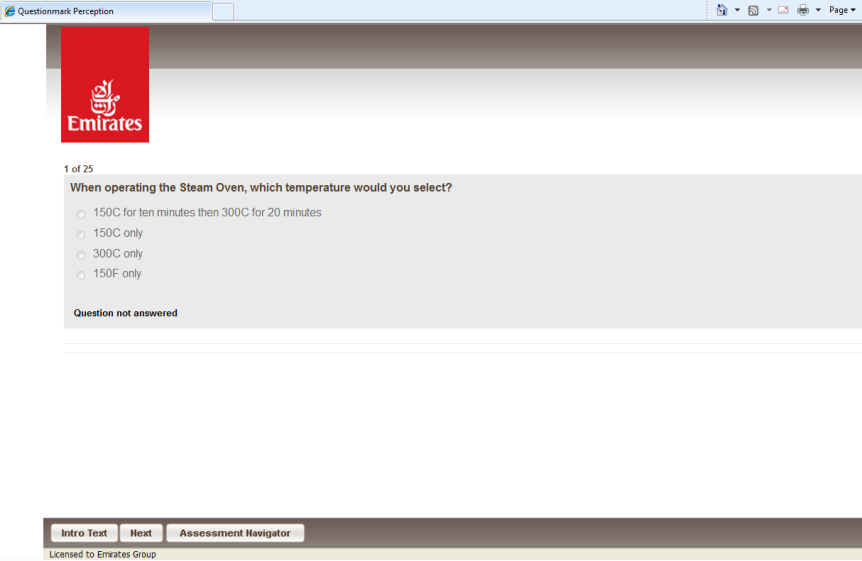 Questionmark Perception
Page
Emirates
1 of 25
When operating the Steam Oven, which temperature would you select?
150C for ten minutes then 300C for 20 minutes
150C only
300C only
150F only
Question not answered
Intro Text Next Assessment Navigator
Licensed to Emirates Group